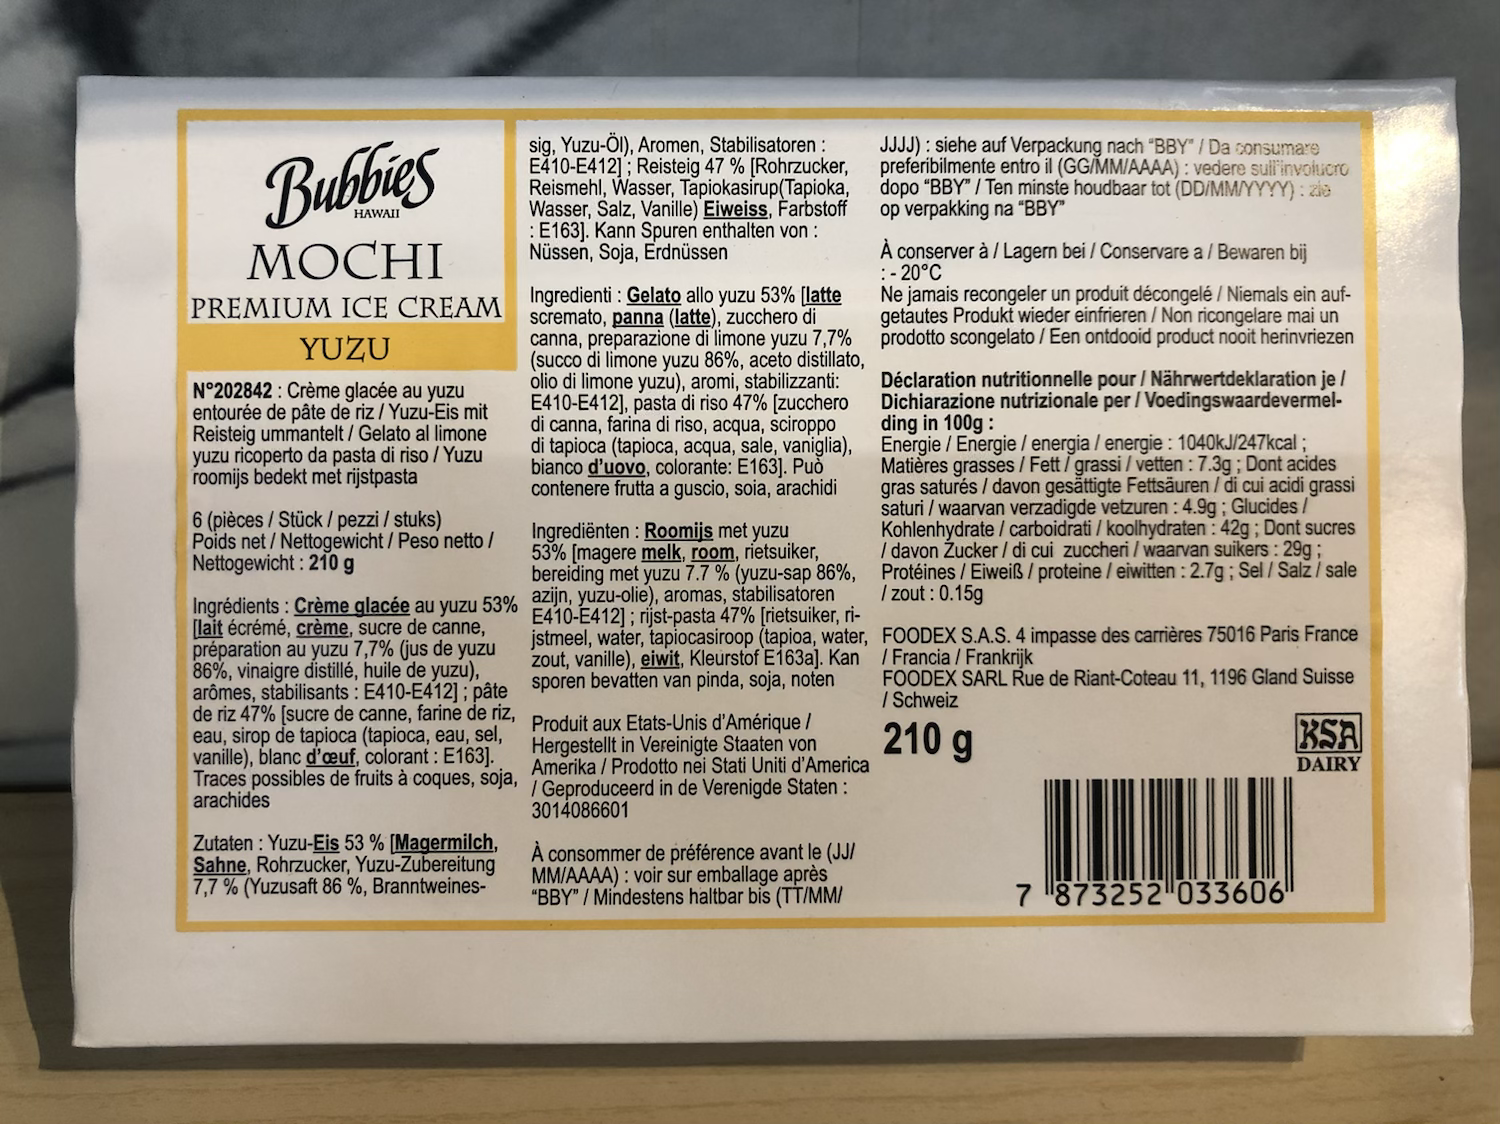 Bubbies
HAWAII
MOCHI
PREMIUM ICE CREAM
YUZU
N°202842 : Crème glacée au yuzu
entourée de pâte de riz / Yuzu-Eis mit
Reisteig ummantelt / Gelato al limone
yuzu ricoperto da pasta di riso / Yuzu
roomijs bedekt met rijstpasta
6 (pièces / Stück / pezzi / stuks)
Poids net / Nettogewicht / Peso netto /
Nettogewicht : 210 g
Ingrédients : Crème glacée au yuzu 53%
[lait écrémé, crème, sucre de canne,
préparation au yuzu 7,7% (jus de yuzu
86%, vinaigre distillé, huile de yuzu),
arômes, stabilisants : E410-E412] ; pâte
de riz 47% [sucre de canne, farine de riz,
eau, sirop de tapioca (tapioca, eau, sel,
vanille), blanc d'œuf, colorant : E163].
Traces possibles de fruits à coques, soja,
arachides
Zutaten : Yuzu-Eis 53 % [Magermilch,
Sahne, Rohrzucker, Yuzu-Zubereitung
7,7 % (Yuzusaft 86 %, Branntweines-
sig, Yuzu-Öl), Aromen, Stabilisatoren :
E410-E412] ; Reisteig 47 % [Rohrzucker,
Reismehl, Wasser, Tapiokasirup(Tapioka,
Wasser, Salz, Vanille) Eiweiss, Farbstoff
: E163]. Kann Spuren enthalten von :
Nüssen, Soja, Erdnüssen
Ingredienti : Gelato allo yuzu 53% [latte
scremato, panna (latte), zucchero di
canna, preparazione di limone yuzu 7,7%
(succo di limone yuzu 86%, aceto distillato,
olio di limone yuzu), aromi, stabilizzanti:
E410-E412], pasta di riso 47% [zucchero
di canna, farina di riso, acqua, sciroppo
di tapioca (tapioca, acqua, sale, vaniglia),
bianco d'uovo, colorante: E163]. Può
contenere frutta a guscio, soia, arachidi
Ingrediënten : Roomijs met yuzu
53% [magere melk, room, rietsuiker,
bereiding met yuzu 7.7 % (yuzu-sap 86%,
azijn, yuzu-olie), aromas, stabilisatoren
E410-E412] ; rijst-pasta 47% [rietsuiker, ri-
jstmeel, water, tapiocasiroop (tapioa, water,
zout, vanille), eiwit, Kleurstof E163a]. Kan
sporen bevatten van pinda, soja, noten
Produit aux Etats-Unis d'Amérique /
Hergestellt in Vereinigte Staaten von
Amerika / Prodotto nei Stati Uniti d'America
/ Geproduceerd in de Verenigde Staten :
3014086601
À consommer de préférence avant le (JJ/
MM/AAAA) : voir sur emballage après
"BBY" / Mindestens haltbar bis (TT/MM/
JJJJ) : siehe auf Verpackung nach "BBY" / Da consumare
preferibilmente entro il (GG/MM/AAAA) : vedere sull'involucro
dopo "BBY" / Ten minste houdbaar tot (DD/MM/YYYY) : zie
op verpakking na "BBY"
À conserver à / Lagern bei / Conservare a / Bewaren bij
: - 20°C
Ne jamais recongeler un produit décongelé / Niemals ein auf-
getautes Produkt wieder einfrieren / Non ricongelare mai un
prodotto scongelato / Een ontdooid product nooit herinvriezen
Déclaration nutritionnelle pour / Nährwertdeklaration je /
Dichiarazione nutrizionale per / Voedingswaardevermel-
ding in 100g :
Energie / Energie / energia / energie : 1040kJ/247kcal ;
Matières grasses / Fett / grassi / vetten : 7.3g ; Dont acides
gras saturés / davon gesättigte Fettsäuren / di cui acidi grassi
saturi / waarvan verzadigde vetzuren : 4.9g ; Glucides /
Kohlenhydrate / carboidrati / koolhydraten : 42g ; Dont sucres
/ davon Zucker / di cui zuccheri / waarvan suikers : 29g ;
Protéines / Eiweiß / proteine / eiwitten : 2.7g ; Sel / Salz / sale
/ zout : 0.15g
FOODEX S.A.S. 4 impasse des carrières 75016 Paris France
/ Francia / Frankrijk
FOODEX SARL Rue de Riant-Coteau 11, 1196 Gland Suisse
/ Schweiz
210 g
KSA
DAIRY
7 873252 033606